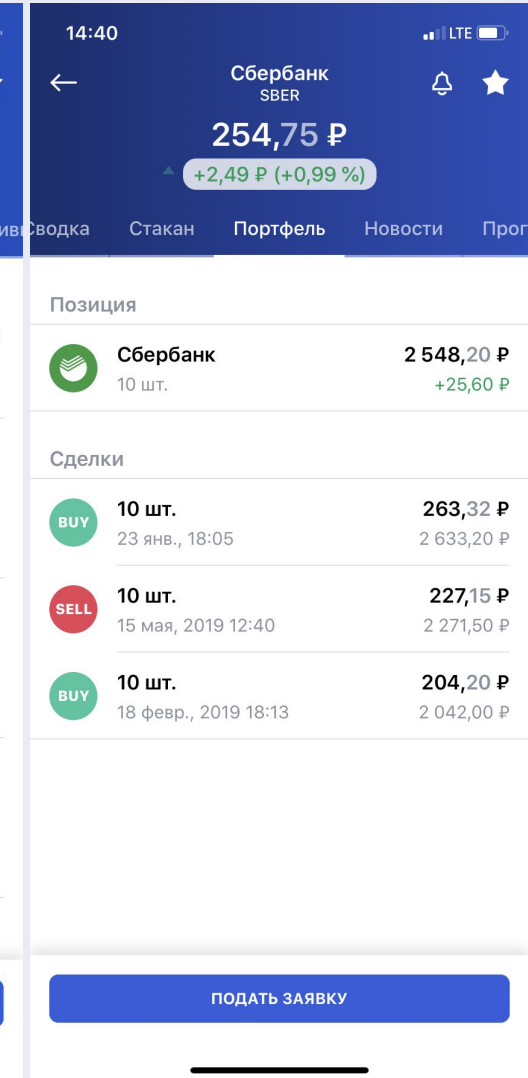 14:40
LTE
Сбербанк
SBER
254,75 ₽
+2,49 ₽ (+0,99 %)
Сводка Стакан Портфель Новости Прог
Позиция
Сбербанк 2 548,20 ₽
10 шт. +25,60 ₽
Сделки
BUY 10 шт. 263,32 ₽
23 янв., 18:05 2 633,20 ₽
SELL 10 шт. 227,15 ₽
15 мая, 2019 12:40 2 271,50 ₽
BUY 10 шт. 204,20 ₽
18 февр., 2019 18:13 2 042,00 ₽
ПОДАТЬ ЗАЯВКУ